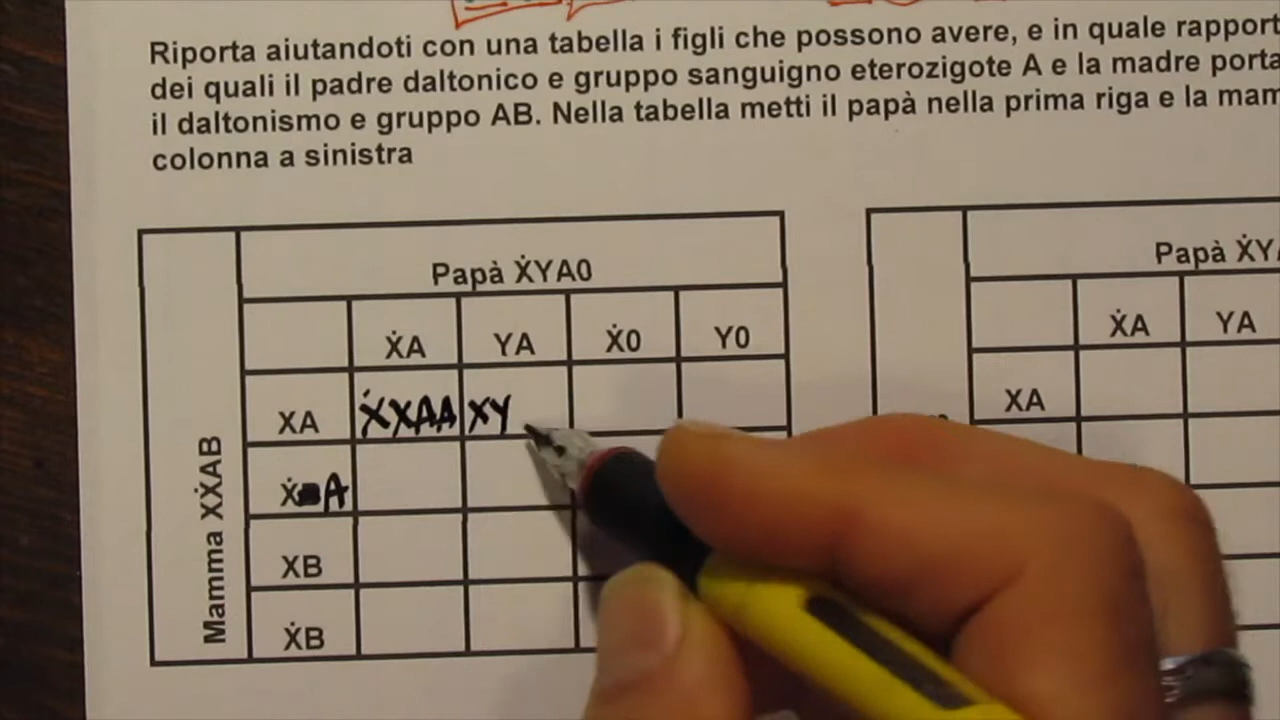 Riporta aiutandoti con una tabella i figli che possono avere, e in quale rapport
dei quali il padre daltonico e gruppo sanguigno eterozigote A e la madre porta
il daltonismo e gruppo AB. Nella tabella metti il papà nella prima riga e la mam
colonna a sinistra
Papà ẊYA0
ẊA YA Ẋ0 Y0
XA ẊXAA XY
ẊA
XB
ẊB
Mamma XẊAB
Papà ẊYA
ẊA YA
XA